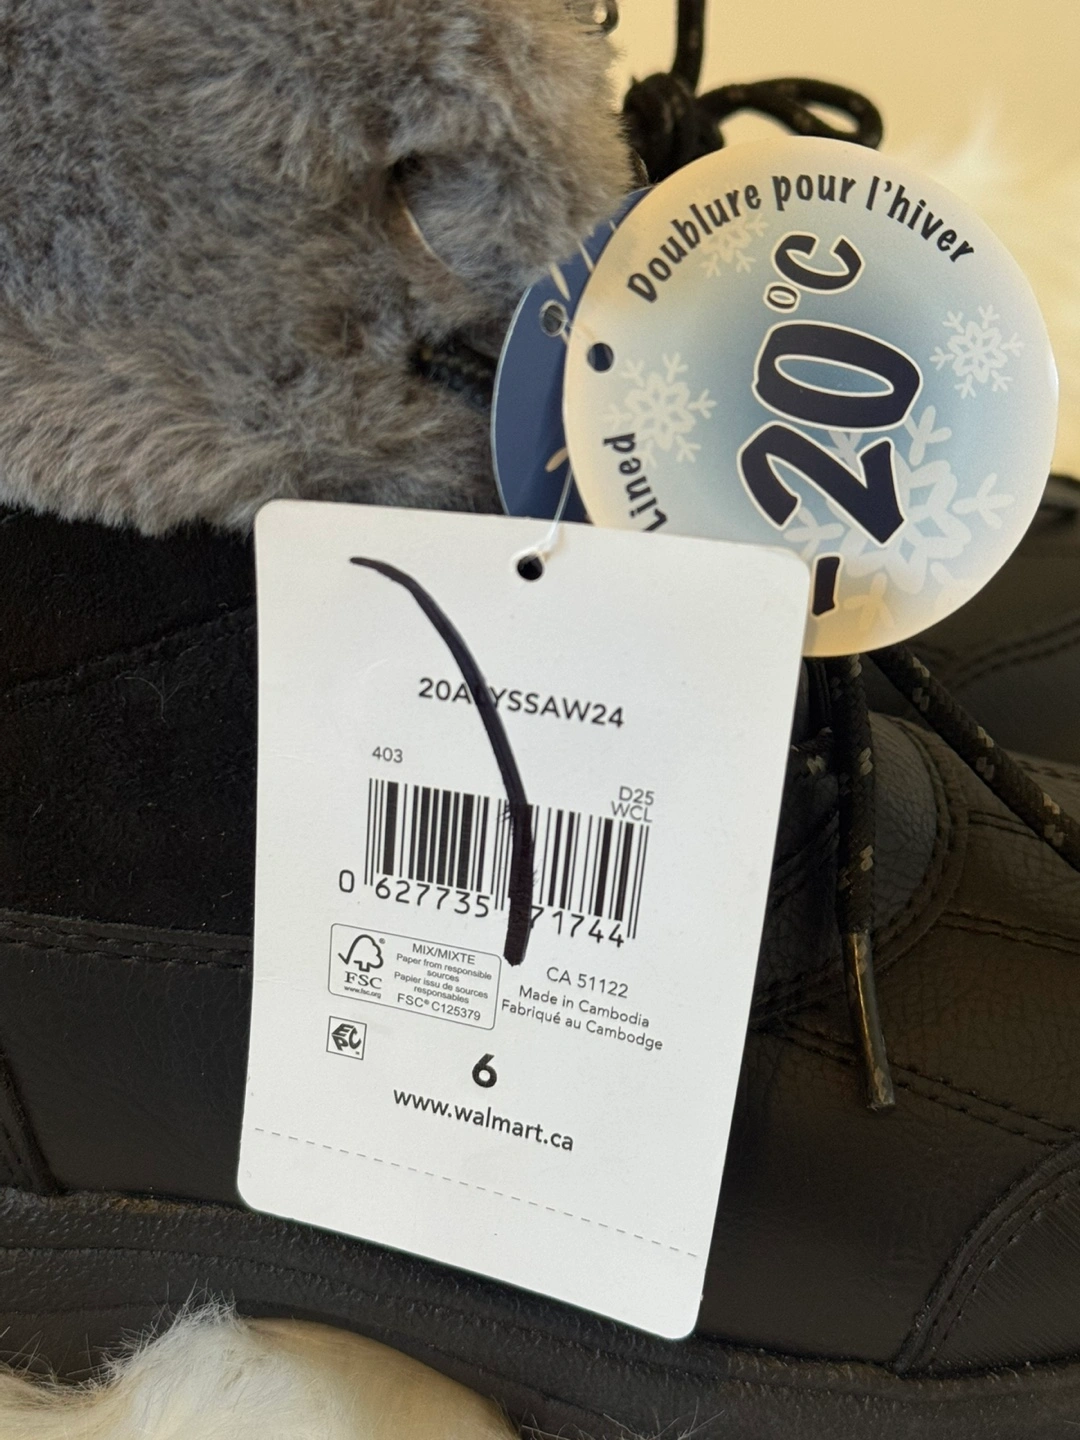 Doublure pour l'hiver
-20°C
Lined
20ALYSSAW24
403
D25
WCL
0 627735 71744
MIX/MIXTE
Paper from responsible
sources
Papier issu de sources
responsables
FSC® C125379
FSC
www.fsc.org
CA 51122
Made in Cambodia
Fabriqué au Cambodge
EPC
6
www.walmart.ca